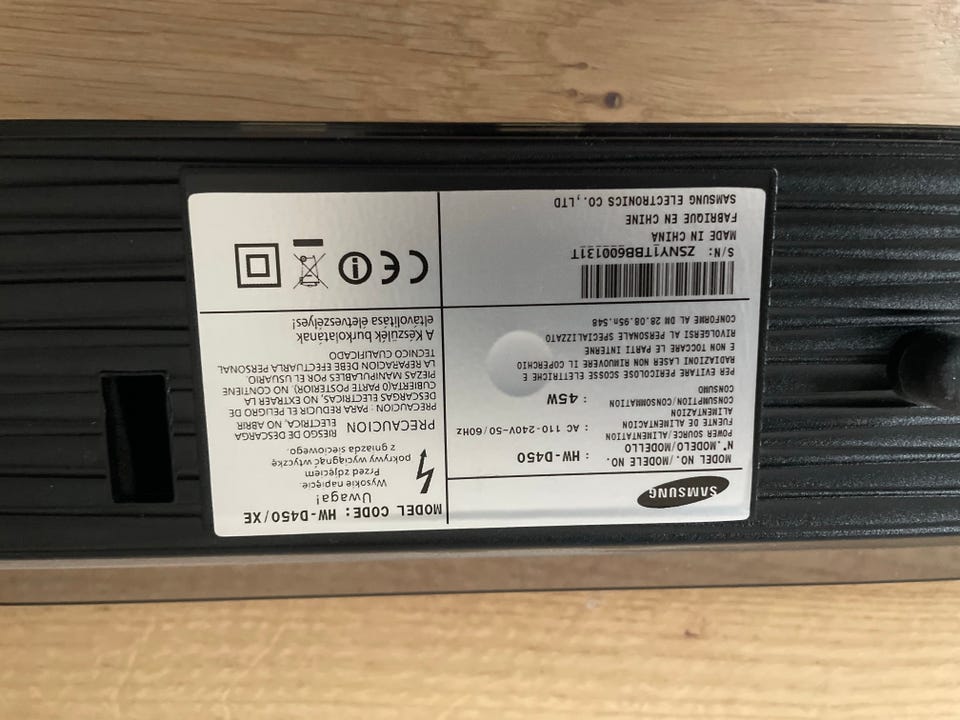 SAMSUNG
MODEL NO./MODELE NO.
N°.MODELO/MODELLO : HW-D450
POWER SOURCE/ALIMENTATION
FUENTE DE ALIMENTACION : AC 110-240V~50/60Hz
ALIMENTAZION
CONSUMPTION/CONSOMMATION : 45W
CONSUMO
PER EVITARE PERICOLOSE SCOSSE ELETTRICHE E
RADIAZIONI LASER NON RIMUOVERE IL COPERCHIO
E NON TOCCARE LE PARTI INTERNE
RIVOLGERSI AL PERSONALE SPECIALIZZATO
CONFORME AL DM 28.08.95n.548
S/N: ZSNY1TBB600131T
MADE IN CHINA
FABRIQUE EN CHINE
SAMSUNG ELECTRONICS CO.,LTD
MODEL CODE: HW-D450/XE
Uwaga!
Wysokie napięcie.
Przed zdjęciem
pokrywy wyciągnąć wtyczkę
z gniazda sieciowego.
PRECAUCION
RIESGO DE DESCARGA
ELECTRICA, NO ABRIR
PRECAUCION : PARA REDUCIR EL PELIGRO DE
DESCARGAS ELECTRICAS, NO EXTRAER LA
CUBIERTA(O PARTE POSTERIOR), NO CONTIENE
PIEZAS MANIPULABLES POR EL USUARIO.
LA REPARACION DEBE EFECTUARLA PERSONAL
TECNICO CUALIFICADO
A Készülék burkolatának
eltávolítása életveszélyes!
CE